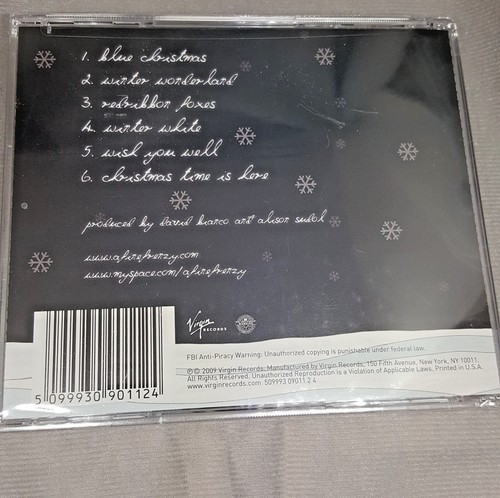 1. blue christmas
2. winter wonderland
3. redribbon foxes
4. winter white
5. wish you well
6. christmas time is here
produced by david bianco and alison sudol
www.afinefrenzy.com
www.myspace.com/afinefrenzy
Virgin
RECORDS
FBI Anti-Piracy Warning: Unauthorized copying is punishable under federal law.
℗ © 2009 Virgin Records. Manufactured by Virgin Records, 150 Fifth Avenue, New York, NY 10011.
All Rights Reserved. Unauthorized Reproduction is a Violation of Applicable Laws. Printed in U.S.A.
www.virginrecords.com 509993 09011 2 4
5 099930 901124